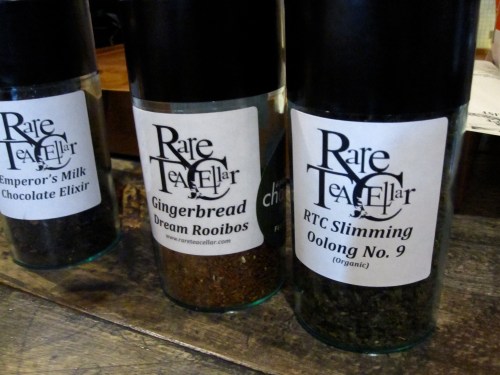 Rare
TEA Cellar
Emperor's Milk
Chocolate Elixir
Rare
TEA Cellar
Gingerbread
Dream Rooibos
www.rareteacellar.com
Rare
TEA Cellar
RTC Slimming
Oolong No. 9
(Organic)